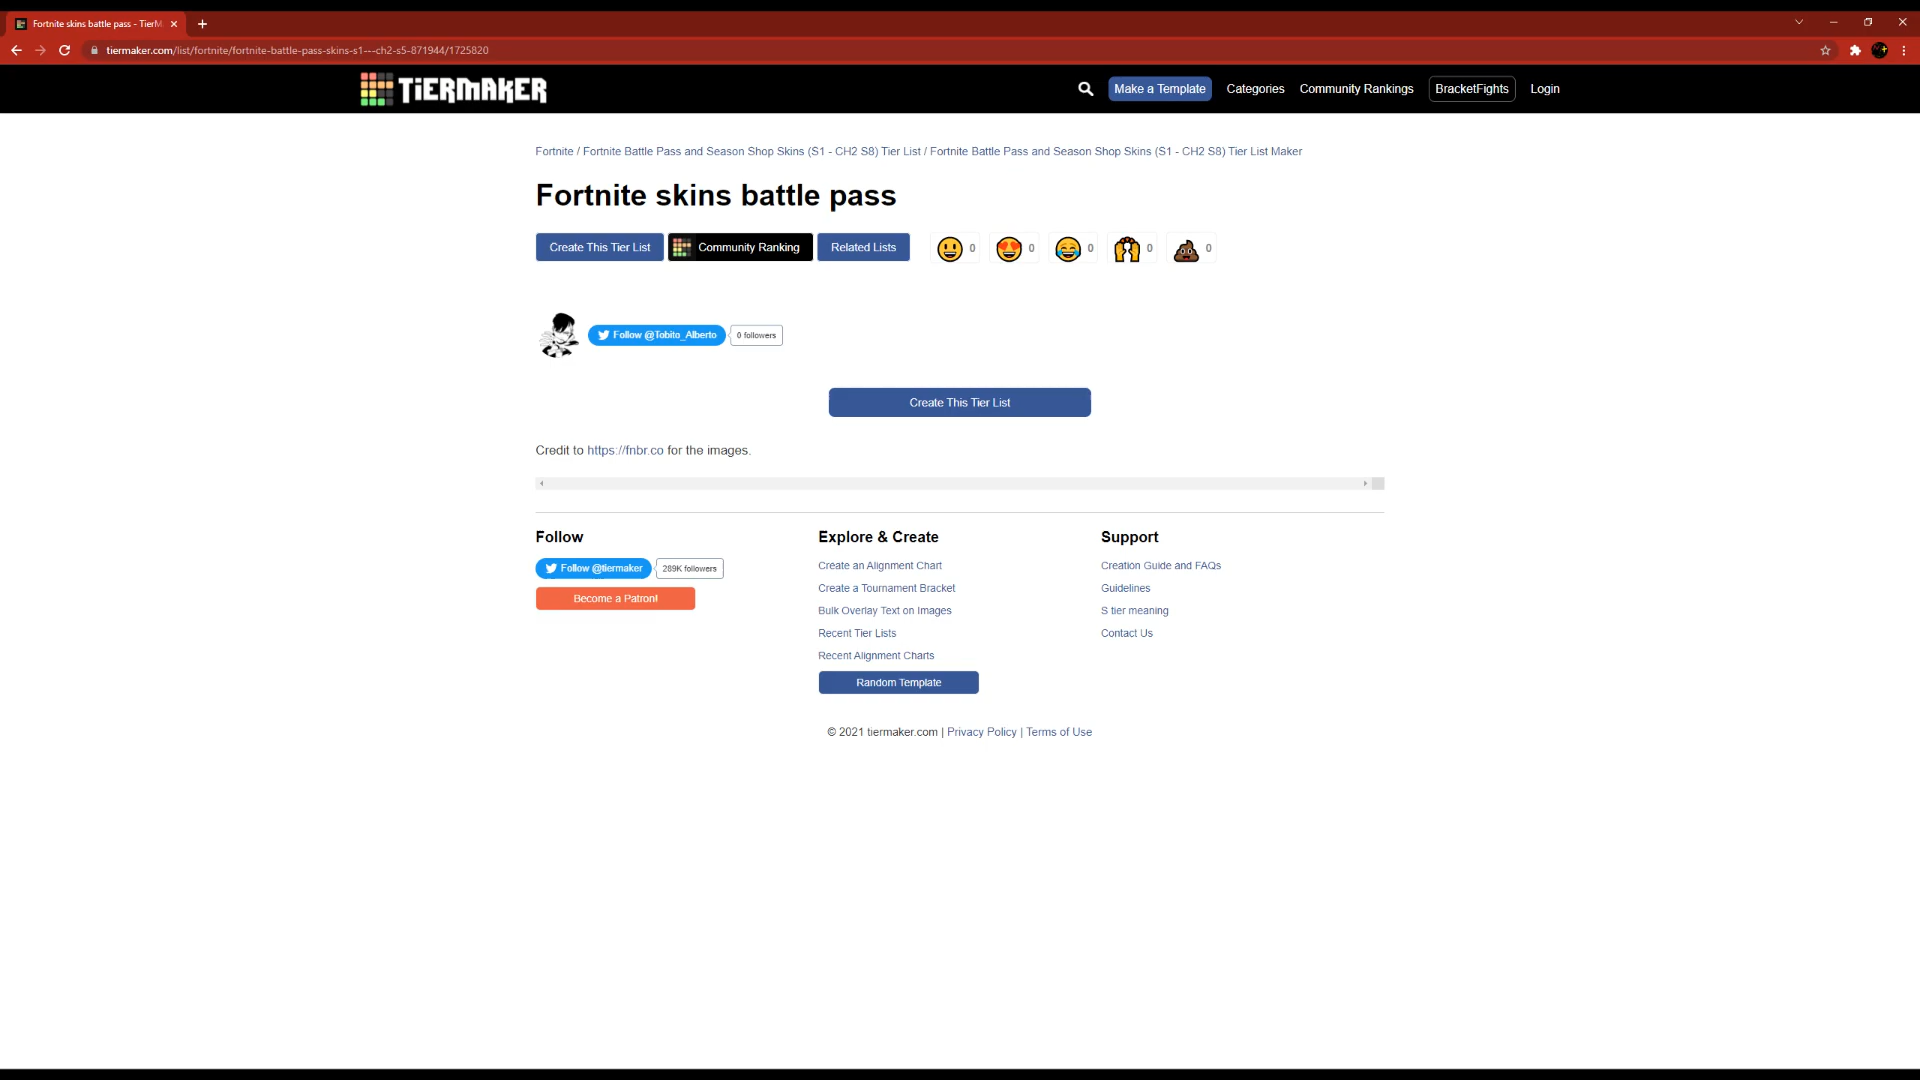 Fortnite skins battle pass - TierM
tiermaker.com/list/fortnite/fortnite-battle-pass-skins-s1---ch2-s5-871944/1725820
TiERMAKER
Make a Template
Categories
Community Rankings
BracketFights
Login
Fortnite / Fortnite Battle Pass and Season Shop Skins (S1 - CH2 S8) Tier List / Fortnite Battle Pass and Season Shop Skins (S1 - CH2 S8) Tier List Maker
Fortnite skins battle pass
Create This Tier List
Community Ranking
Related Lists
0
0
0
0
0
Follow @Tobito_Alberto
0 followers
Create This Tier List
Credit to https://fnbr.co for the images.
Follow
Follow @tiermaker
289K followers
Become a Patron!
Explore & Create
Create an Alignment Chart
Create a Tournament Bracket
Bulk Overlay Text on Images
Recent Tier Lists
Recent Alignment Charts
Random Template
Support
Creation Guide and FAQs
Guidelines
S tier meaning
Contact Us
© 2021 tiermaker.com | Privacy Policy | Terms of Use